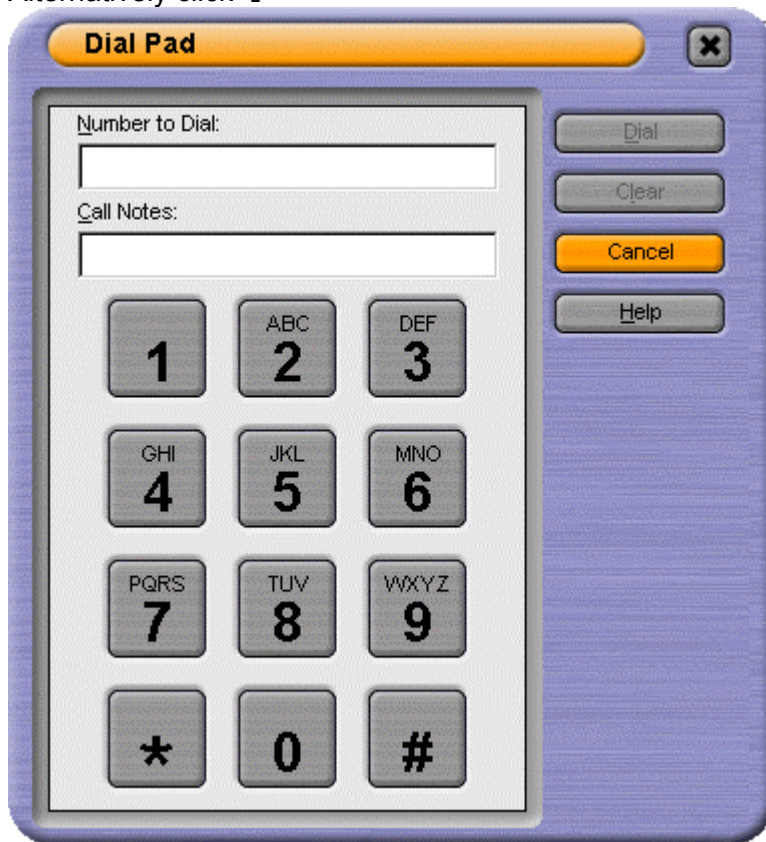 Dial Pad
Number to Dial:
Dial
Clear
Call Notes:
Cancel
Help
1
ABC
2
DEF
3
GHI
4
JKL
5
MNO
6
PQRS
7
TUV
8
WXYZ
9
*
0
#